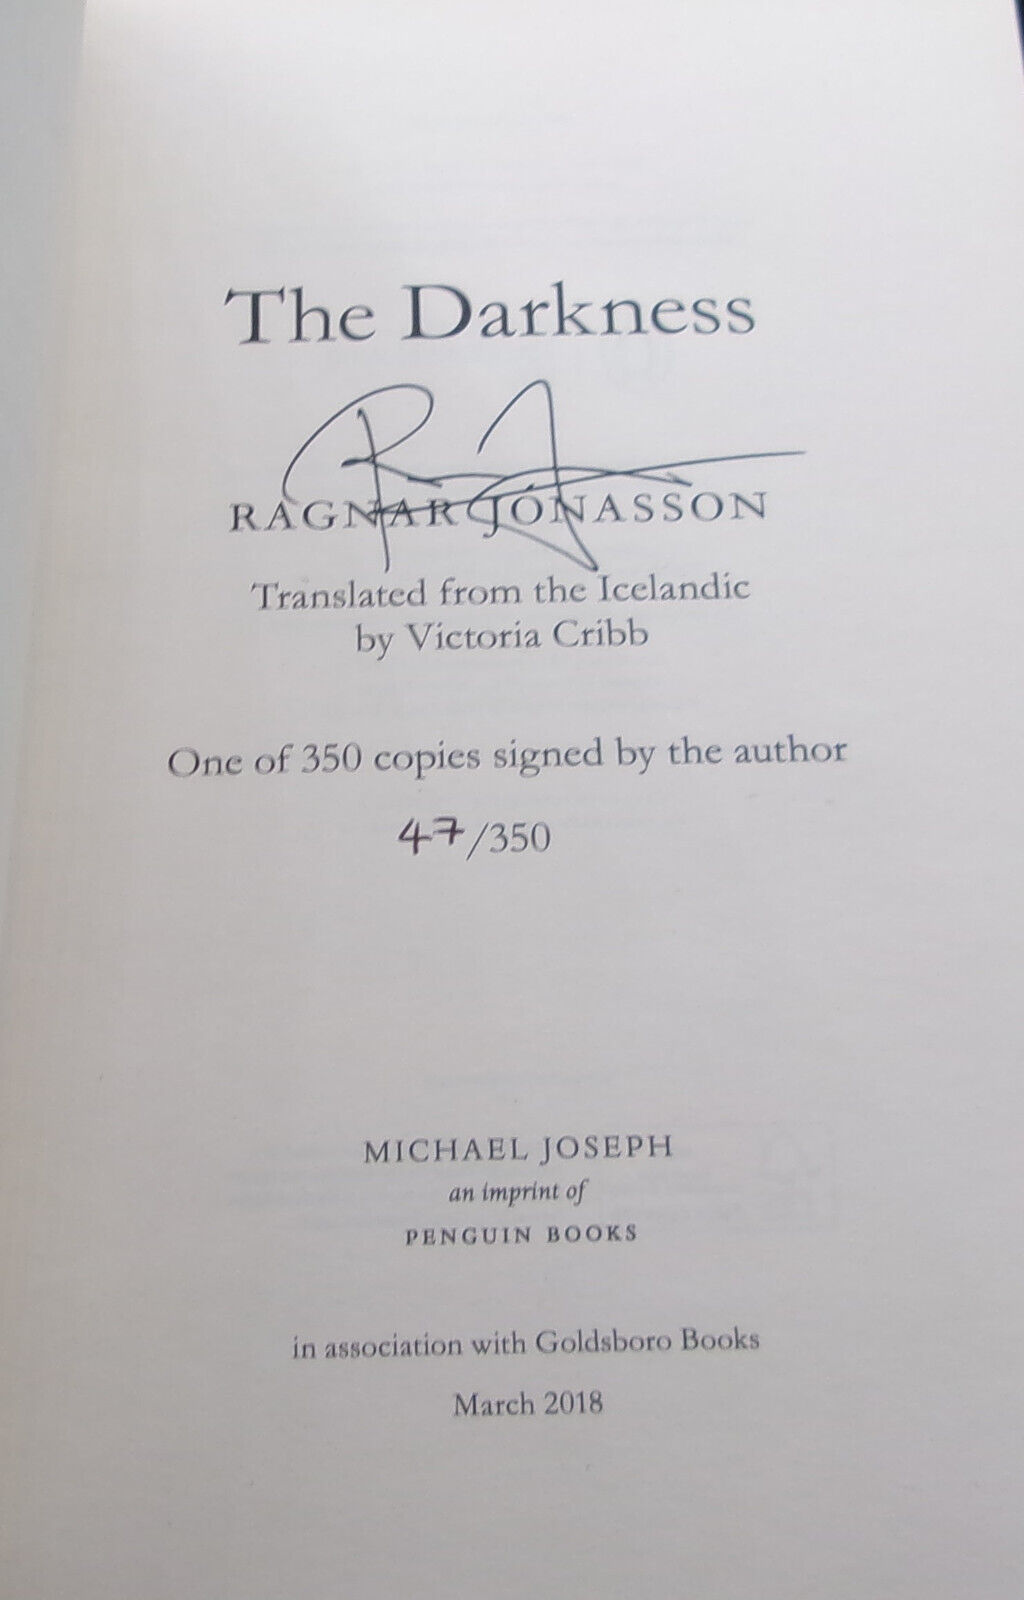 The Darkness
RAGNAR JÓNASSON
Translated from the Icelandic
by Victoria Cribb
One of 350 copies signed by the author
47/350
MICHAEL JOSEPH
an imprint of
PENGUIN BOOKS
in association with Goldsboro Books
March 2018